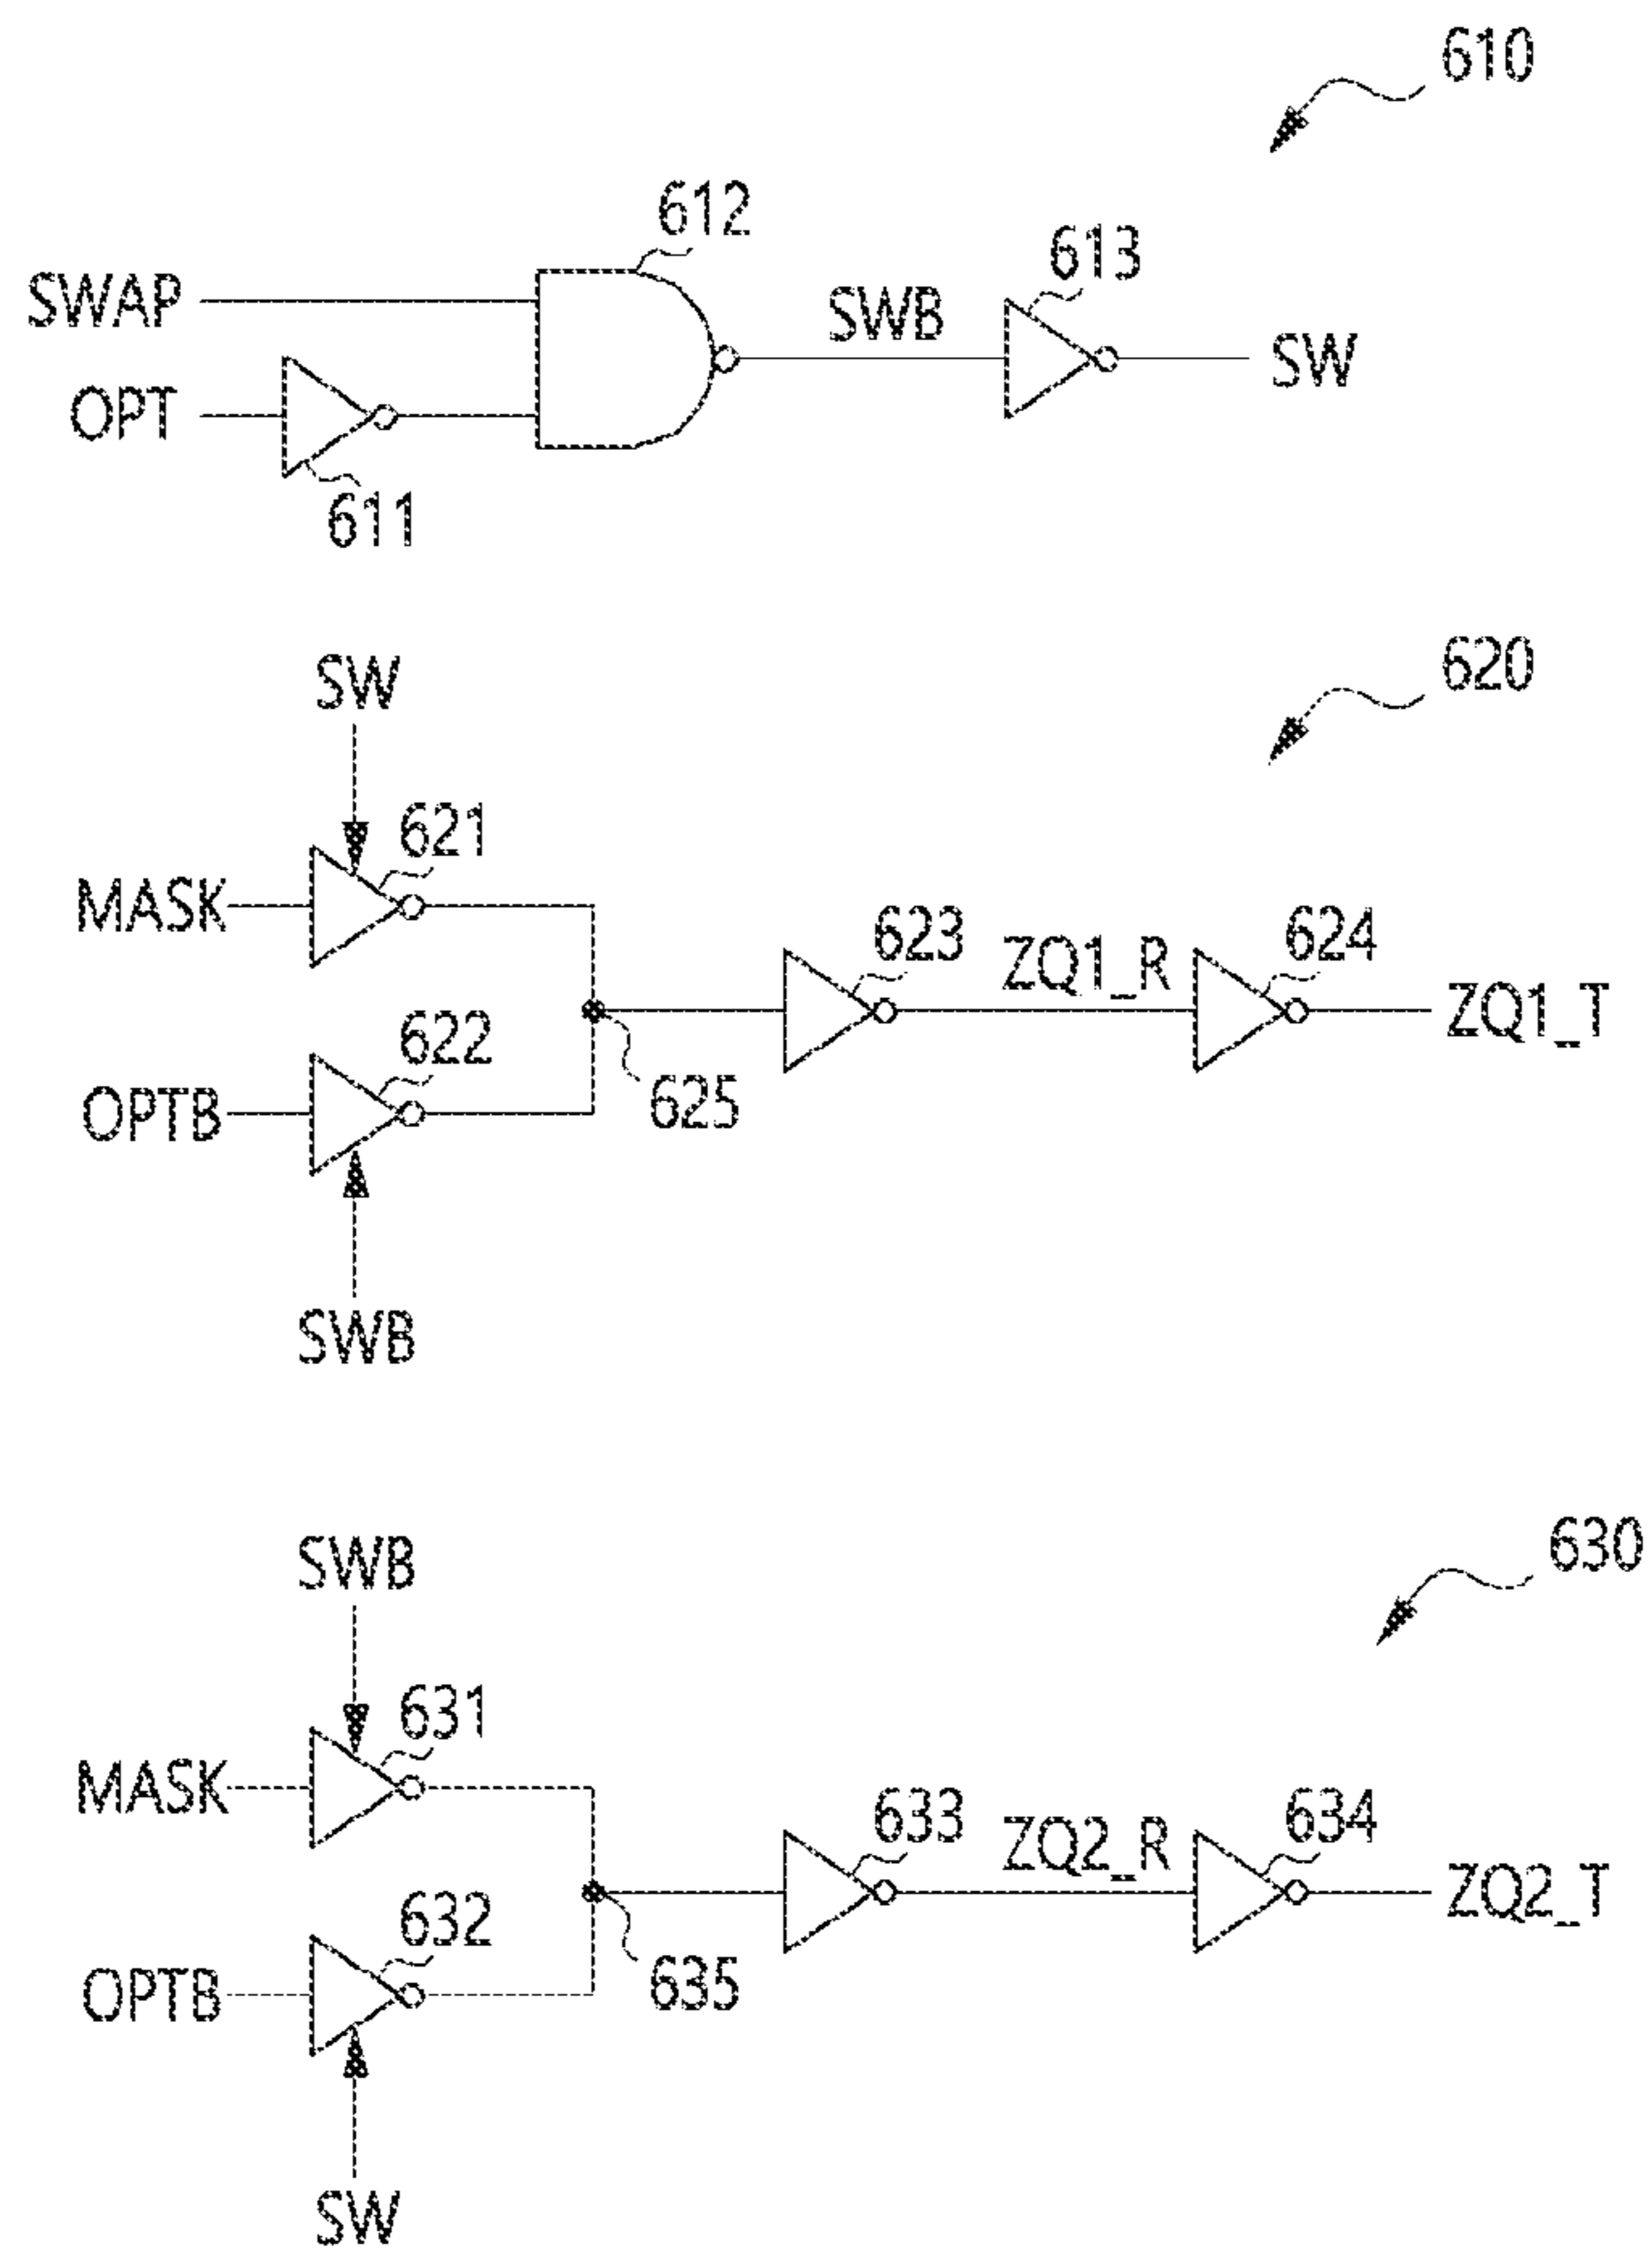 610
612
613
SWAP
SWB
SW
OPT
611
SW
620
621
MASK
623
ZQ1_R
624
ZQ1_T
622
625
OPTB
SWB
SWB
630
631
MASK
633
ZQ2_R
634
ZQ2_T
632
635
OPTB
SW